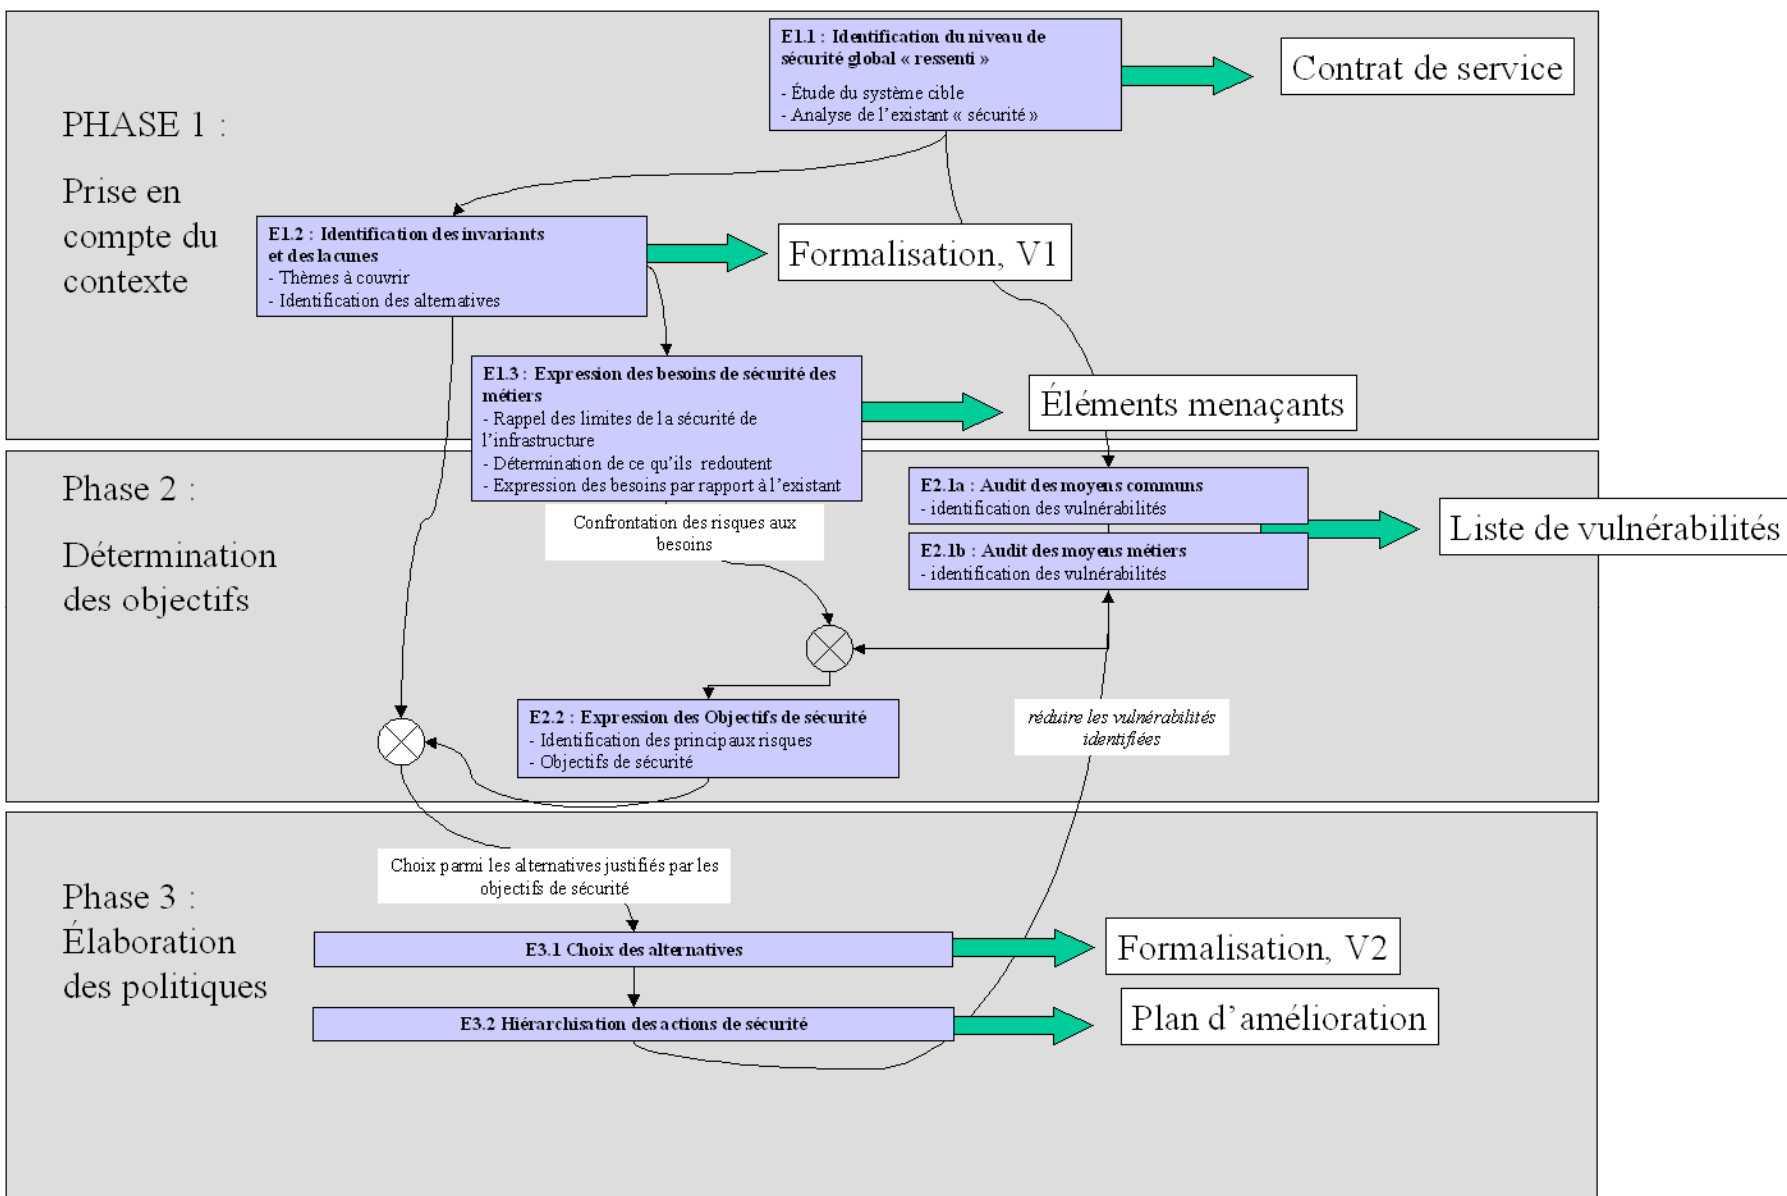 E1.1 : Identification du niveau de
sécurité global « ressenti »
- Étude du système cible
- Analyse de l'existant « sécurité »
Contrat de service
PHASE 1 :
Prise en
compte du
contexte
E1.2 : Identification des invariants
et des lacunes
- Thèmes à couvrir
- Identification des alternatives
Formalisation, V1
E1.3 : Expression des besoins de sécurité des
métiers
- Rappel des limites de la sécurité de
l'infrastructure
- Détermination de ce qu'ils redoutent
- Expression des besoins par rapport à l'existant
Éléments menaçants
Phase 2 :
Détermination
des objectifs
Confrontation des risques aux
besoins
E2.1a : Audit des moyens communs
- identification des vulnérabilités
E2.1b : Audit des moyens métiers
- identification des vulnérabilités
Liste de vulnérabilités
E2.2 : Expression des Objectifs de sécurité
- Identification des principaux risques
- Objectifs de sécurité
réduire les vulnérabilités
identifiées
Phase 3 :
Élaboration
des politiques
Choix parmi les alternatives justifiés par les
objectifs de sécurité
E3.1 Choix des alternatives
Formalisation, V2
E3.2 Hiérarchisation des actions de sécurité
Plan d'amélioration